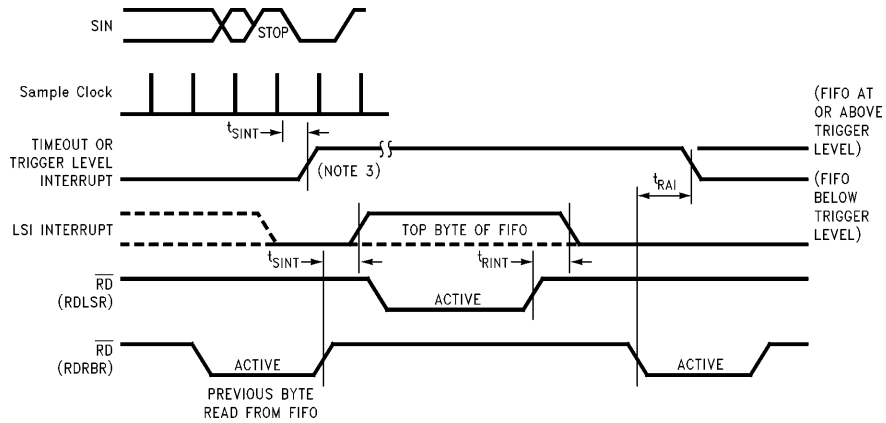 SIN
STOP
Sample Clock
tSINT
(FIFO AT
OR ABOVE
TRIGGER
LEVEL)
TIMEOUT OR
TRIGGER LEVEL
INTERRUPT
(NOTE 3)
tRAI
(FIFO
BELOW
TRIGGER
LEVEL)
LSI INTERRUPT
TOP BYTE OF FIFO
tSINT
tRINT
RD
(RDLSR)
ACTIVE
RD
(RDRBR)
ACTIVE
ACTIVE
PREVIOUS BYTE
READ FROM FIFO